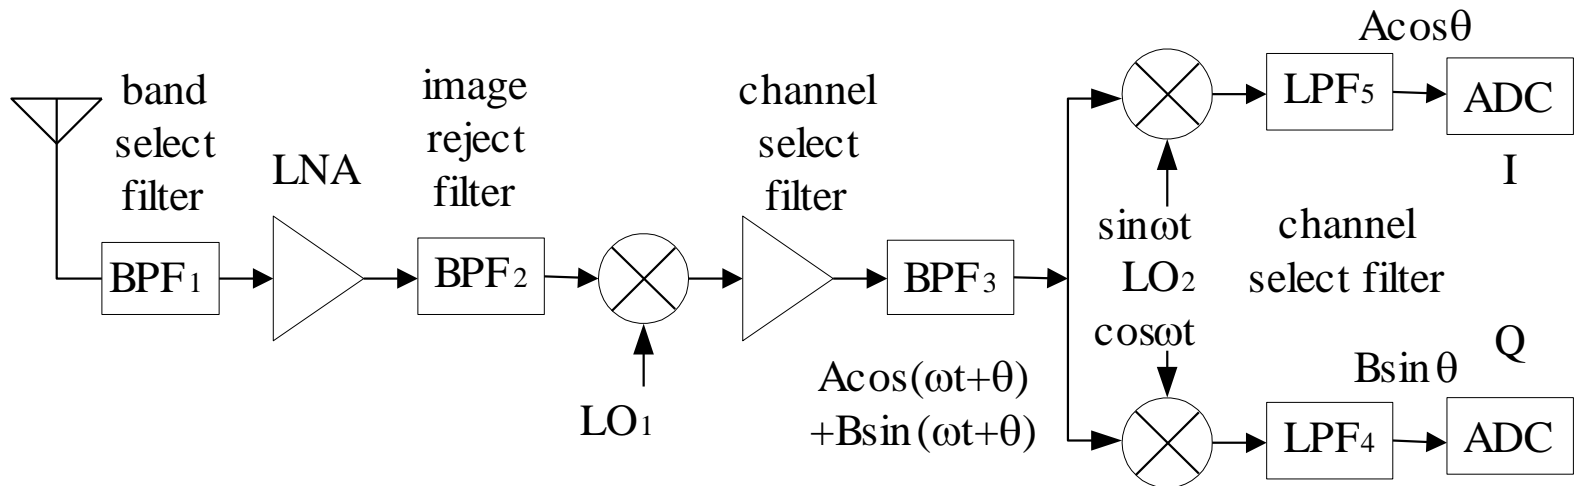 band
select
filter
BPF1
LNA
image
reject
filter
BPF2
LO1
channel
select
filter
BPF3
Acos(ωt+θ)
+Bsin(ωt+θ)
sinωt
LO2
cosωt
Acosθ
LPF5
ADC
I
channel
select filter
Q
Bsinθ
LPF4
ADC